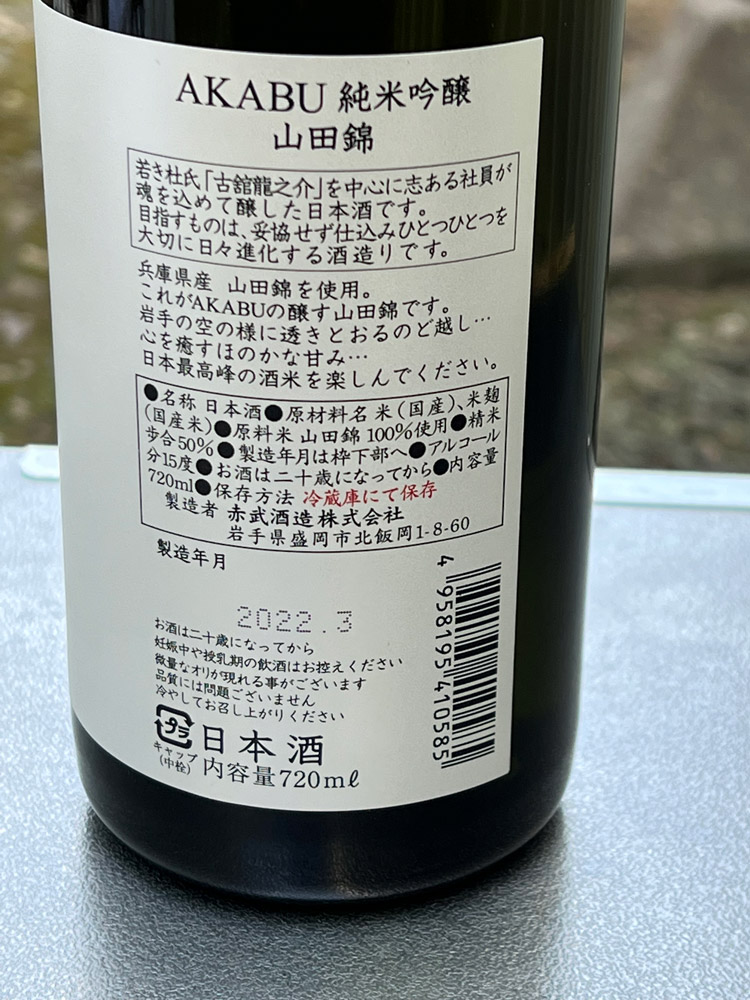 AKABU 純米吟醸
山田錦
若き杜氏「古舘龍之介」を中心に志ある社員が
魂を込めて醸した日本酒です。
目指すものは、妥協せず仕込みひとつひとつを
大切に日々進化する酒造りです。
兵庫県産 山田錦を使用。
これがAKABUの醸す山田錦です。
岩手の空の様に透きとおるのど越し…
心を癒すほのかな甘み…
日本最高峰の酒米を楽しんでください。
●名称 日本酒●原材料名 米(国産)、米麹
(国産米)●原料米 山田錦 100%使用●精米
歩合50%●製造年月は枠下部へ●アルコール
分15度●お酒は二十歳になってから●内容量
720ml●保存方法 冷蔵庫にて保存
製造者 赤武酒造株式会社
岩手県盛岡市北飯岡1-8-60
製造年月
2022.3
お酒は二十歳になってから
妊娠中や授乳期の飲酒はお控えください
微量なオリが現れる事がございます
品質には問題ございません
冷やしてお召し上がりください
プラ
キャップ
(中栓)
日本酒
内容量720mℓ
4 958195 410585